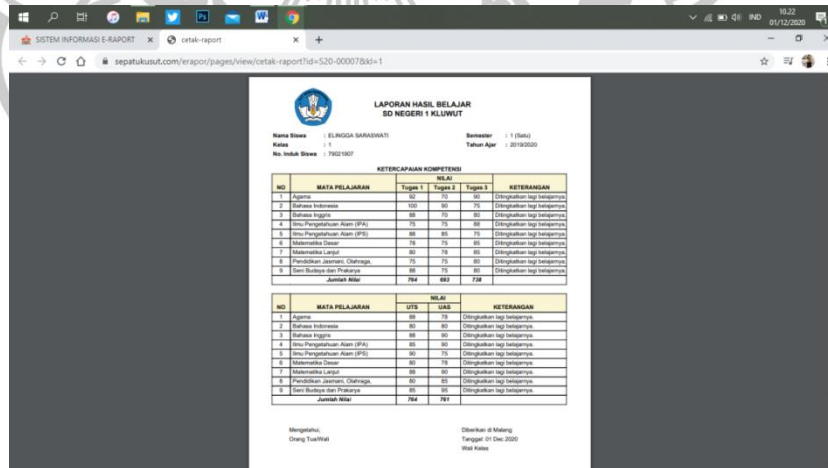 10.22
IND
01/12/2020
SISTEM INFORMASI E-RAPORT
cetak-raport
sepatukusut.com/erapor/pages/view/cetak-raport?id=S20-00007&kl=1
LAPORAN HASIL BELAJAR
SD NEGERI 1 KLUWUT
Nama Siswa : ELINGGA SARASWATI Semester : 1 (Satu)
Kelas : 1 Tahun Ajar : 2019/2020
No. Induk Siswa : 79021907
KETERCAPAIAN KOMPETENSI
NO MATA PELAJARAN NILAI KETERANGAN
Tugas 1 Tugas 2 Tugas 3
1 Agama 92 70 90 Ditingkatkan lagi belajarnya.
2 Bahasa Indonesia 100 90 75 Ditingkatkan lagi belajarnya.
3 Bahasa Inggris 88 70 80 Ditingkatkan lagi belajarnya.
4 Ilmu Pengetahuan Alam (IPA) 75 75 88 Ditingkatkan lagi belajarnya.
5 Ilmu Pengetahuan Alam (IPS) 88 85 75 Ditingkatkan lagi belajarnya.
6 Matematika Dasar 78 75 85 Ditingkatkan lagi belajarnya.
7 Matematika Lanjut 80 78 85 Ditingkatkan lagi belajarnya.
8 Pendidikan Jasmani, Olahraga, 75 75 80 Ditingkatkan lagi belajarnya.
9 Seni Budaya dan Prakarya 88 75 80 Ditingkatkan lagi belajarnya.
Jumlah Nilai 764 693 738
NO MATA PELAJARAN NILAI KETERANGAN
UTS UAS
1 Agama 88 78 Ditingkatkan lagi belajarnya.
2 Bahasa Indonesia 80 80 Ditingkatkan lagi belajarnya.
3 Bahasa Inggris 88 90 Ditingkatkan lagi belajarnya.
4 Ilmu Pengetahuan Alam (IPA) 85 90 Ditingkatkan lagi belajarnya.
5 Ilmu Pengetahuan Alam (IPS) 90 75 Ditingkatkan lagi belajarnya.
6 Matematika Dasar 80 78 Ditingkatkan lagi belajarnya.
7 Matematika Lanjut 88 90 Ditingkatkan lagi belajarnya.
8 Pendidikan Jasmani, Olahraga, 80 85 Ditingkatkan lagi belajarnya.
9 Seni Budaya dan Prakarya 85 95 Ditingkatkan lagi belajarnya.
Jumlah Nilai 764 761
Mengetahui, Diberikan di Malang
Orang Tua/Wali Tanggal: 01 Dec 2020
Wali Kelas